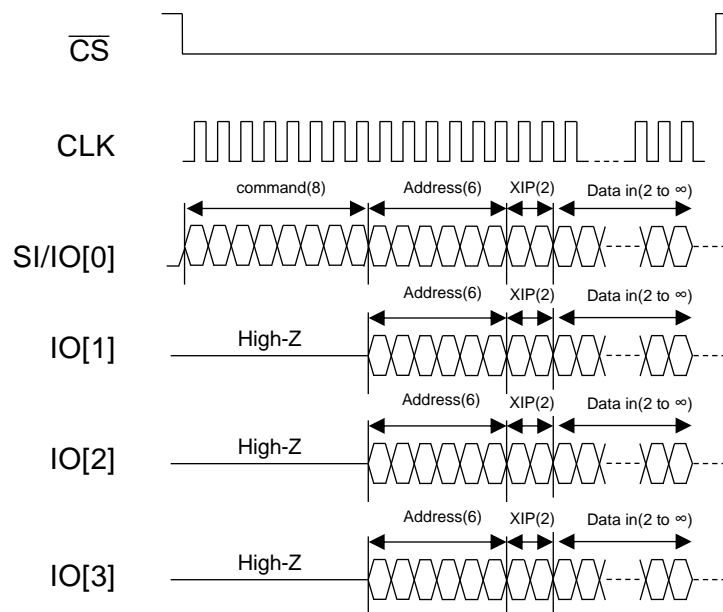 C̅S̅
CLK
command(8) Address(6) XIP(2) Data in(2 to ∞)
SI/IO[0]
Address(6) XIP(2) Data in(2 to ∞)
IO[1] High-Z
Address(6) XIP(2) Data in(2 to ∞)
IO[2] High-Z
Address(6) XIP(2) Data in(2 to ∞)
IO[3] High-Z